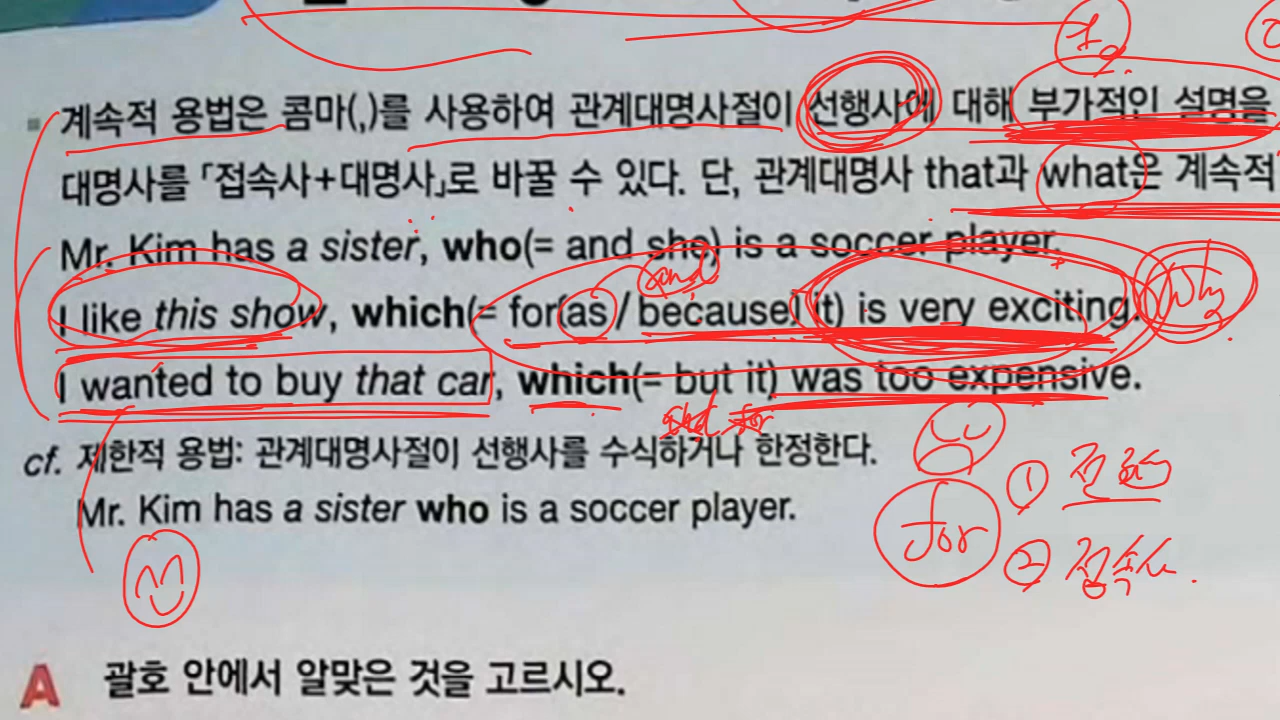 계속적 용법은 콤마(,)를 사용하여 관계대명사절이 선행사에 대해 부가적인 설명을
대명사를 「접속사+대명사」로 바꿀 수 있다. 단, 관계대명사 that과 what은 계속적
Mr. Kim has a sister, who(= and she) is a soccer player.
and
I like this show, which(= for(as/because) it) is very exciting.
Why
I wanted to buy that car, which(= but it) was too expensive.
for
cf. 제한적 용법: 관계대명사절이 선행사를 수식하거나 한정한다.
Mr. Kim has a sister who is a soccer player.
for
①
② 접속사
A 괄호 안에서 알맞은 것을 고르시오.